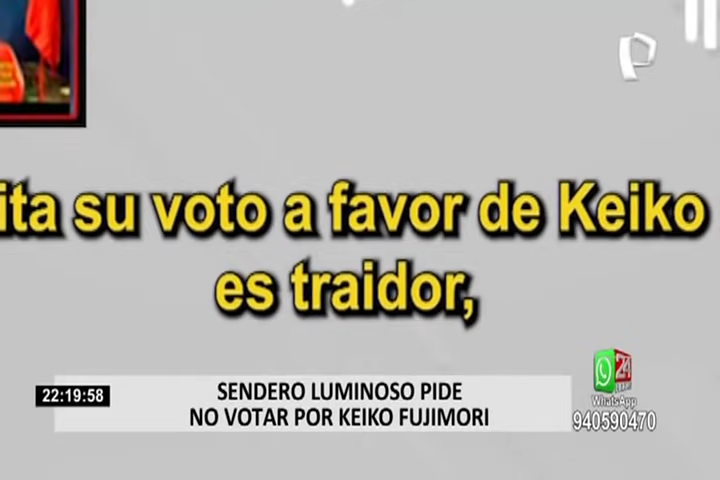 ita su voto a favor de Keiko
es traidor,
22:19:58
SENDERO LUMINOSO PIDE
NO VOTAR POR KEIKO FUJIMORI
24
WhatsApp
940590470